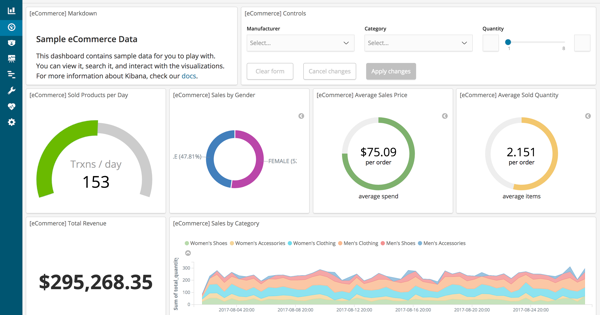 [eCommerce] Markdown
Sample eCommerce Data
This dashboard contains sample data for you to play with.
You can view it, search it, and interact with the visualizations.
For more information about Kibana, check our docs.
[eCommerce] Controls
Manufacturer
Category
Quantity
Select...
Select...
Clear form
Cancel changes
Apply changes
[eCommerce] Sold Products per Day
Trxns / day
153
[eCommerce] Sales by Gender
.E (47.81%)
FEMALE (5
[eCommerce] Average Sales Price
$75.09
per order
average spend
[eCommerce] Average Sold Quantity
2.151
per order
average items
[eCommerce] Total Revenue
$295,268.35
[eCommerce] Sales by Category
Women's Shoes
Women's Accessories
Women's Clothing
Men's Clothing
Men's Shoes
Men's Accessories
Sum of total_quantity
300
200
100
0
2017-08-04 20:00
2017-08-08 20:00
2017-08-12 20:00
2017-08-16 20:00
2017-08-20 20:00
2017-08-24 20:00